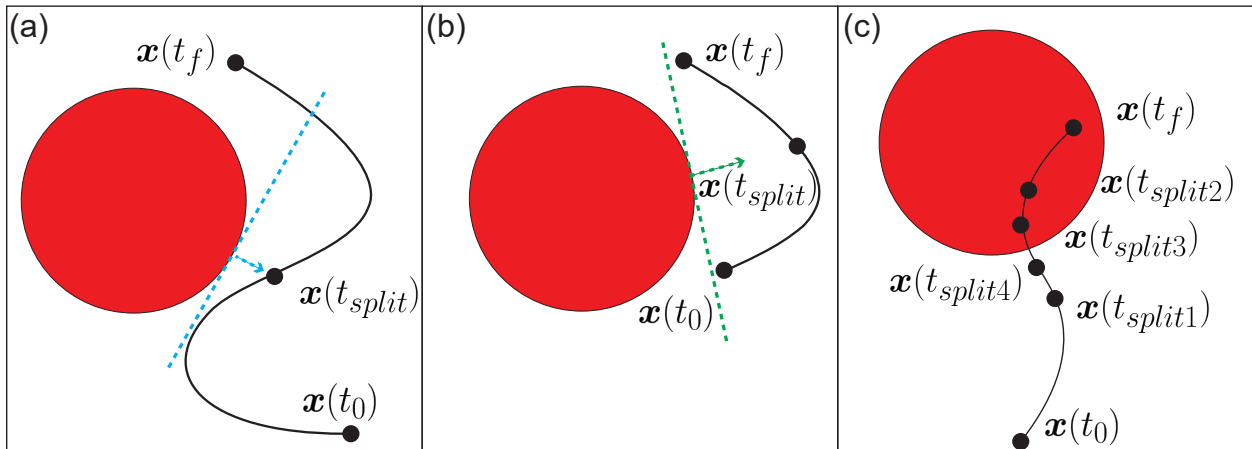 (a)
x(t_f)
x(t_split)
x(t_0)
(b)
x(t_f)
x(t_split)
x(t_0)
(c)
x(t_f)
x(t_split2)
x(t_split3)
x(t_split4)
x(t_split1)
x(t_0)